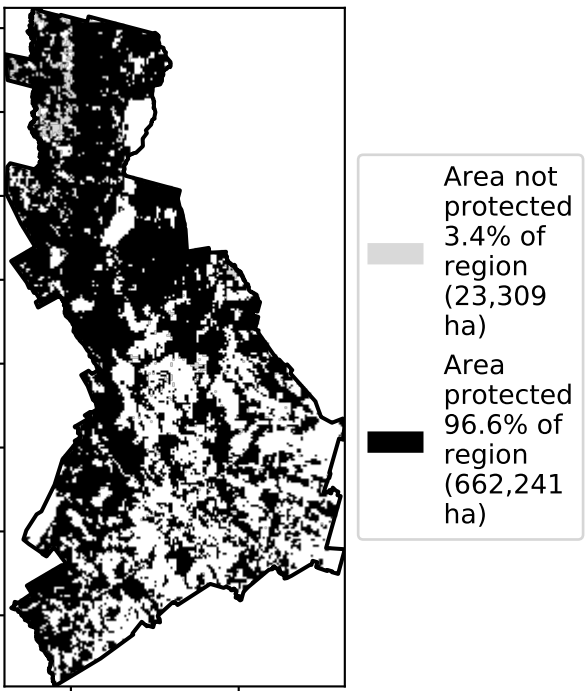 Area not
protected
3.4% of
region
(23,309
ha)
Area
protected
96.6% of
region
(662,241
ha)